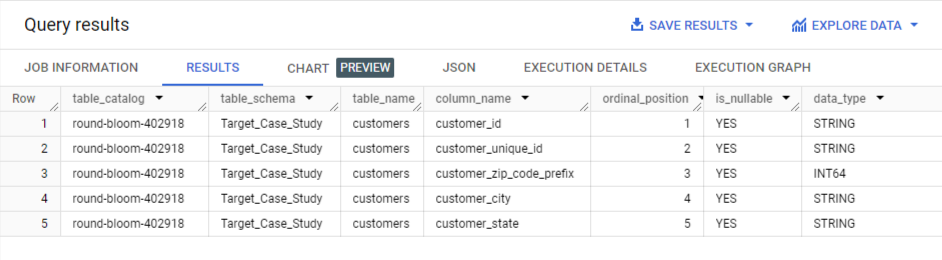 Query results SAVE RESULTS EXPLORE DATA
JOB INFORMATION RESULTS CHART PREVIEW JSON EXECUTION DETAILS EXECUTION GRAPH
Row table_catalog table_schema table_name column_name ordinal_position is_nullable data_type
1 round-bloom-402918 Target_Case_Study customers customer_id 1 YES STRING
2 round-bloom-402918 Target_Case_Study customers customer_unique_id 2 YES STRING
3 round-bloom-402918 Target_Case_Study customers customer_zip_code_prefix 3 YES INT64
4 round-bloom-402918 Target_Case_Study customers customer_city 4 YES STRING
5 round-bloom-402918 Target_Case_Study customers customer_state 5 YES STRING